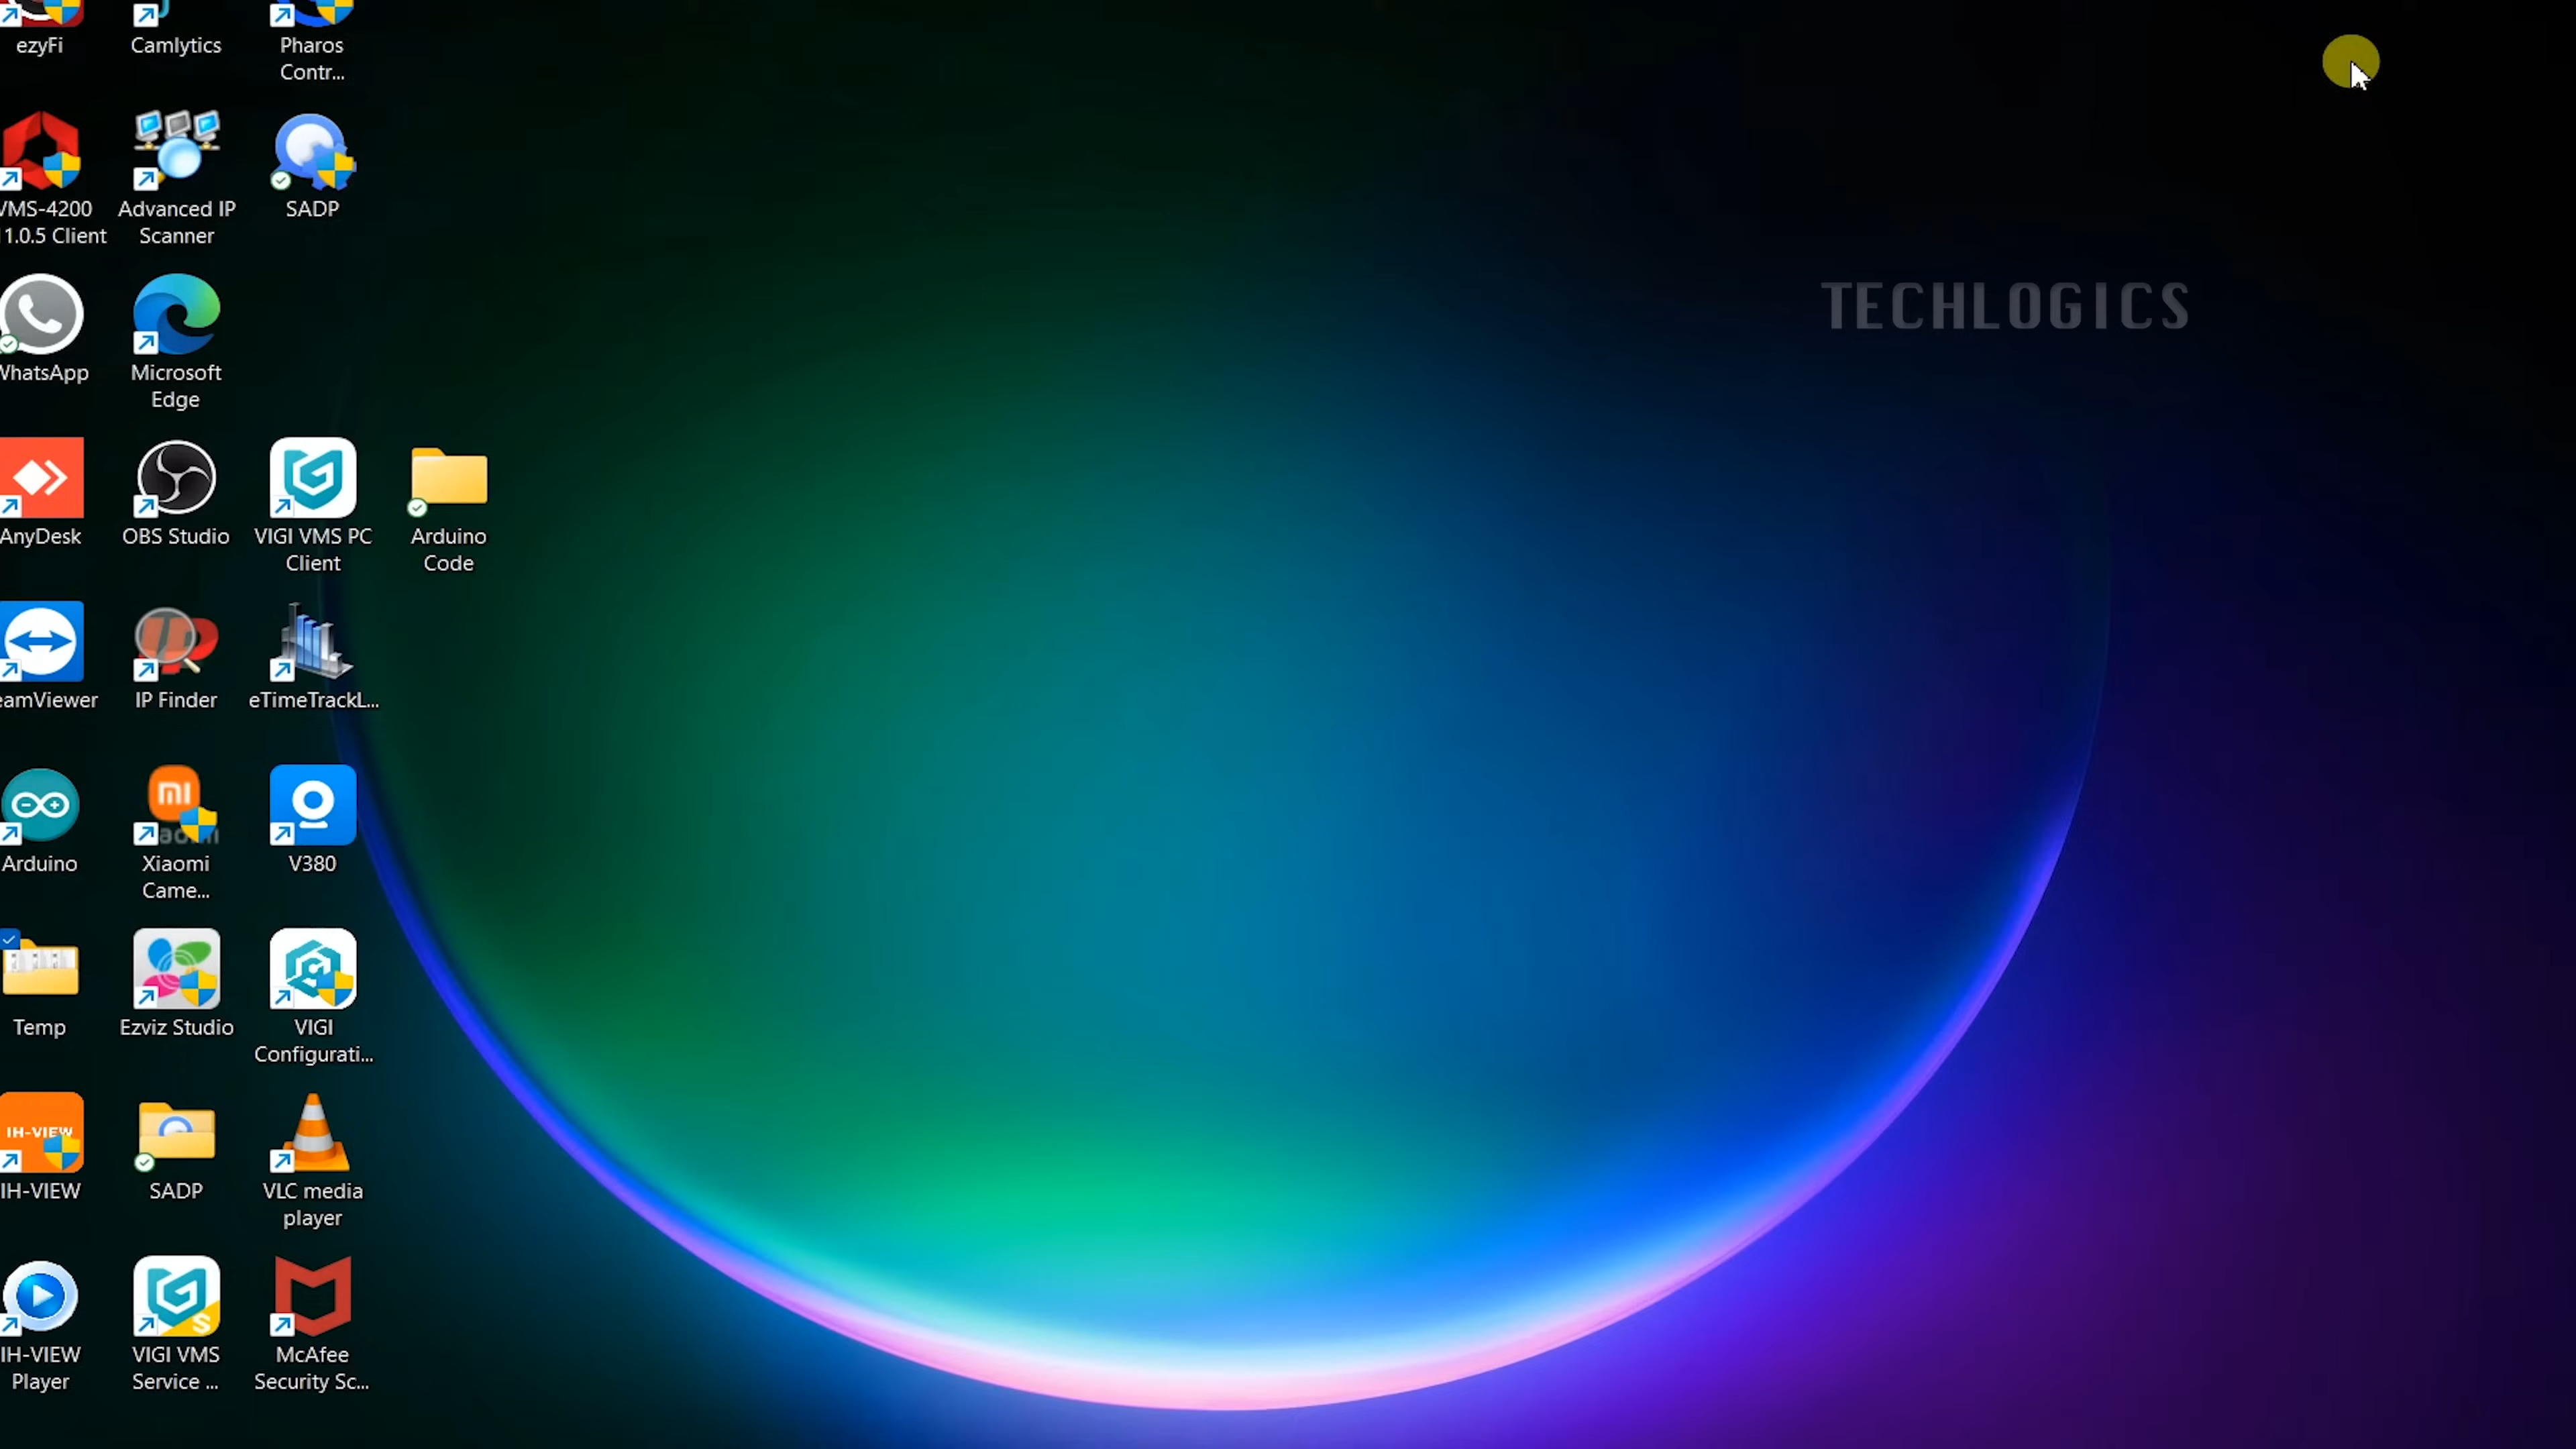 ezyFi
Camlytics
Pharos
Contr...
VMS-4200
1.0.5 Client
Advanced IP
Scanner
SADP
WhatsApp
Microsoft
Edge
TECHLOGICS
AnyDesk
OBS Studio
VIGI VMS PC
Client
Arduino
Code
eamViewer
IP Finder
eTimeTrackL...
Arduino
mi
Xiaomi
Came...
V380
Temp
Ezviz Studio
VIGI
Configurati...
IH-VIEW
IH-VIEW
SADP
VLC media
player
IH-VIEW
Player
S
VIGI VMS
Service ...
McAfee
Security Sc...